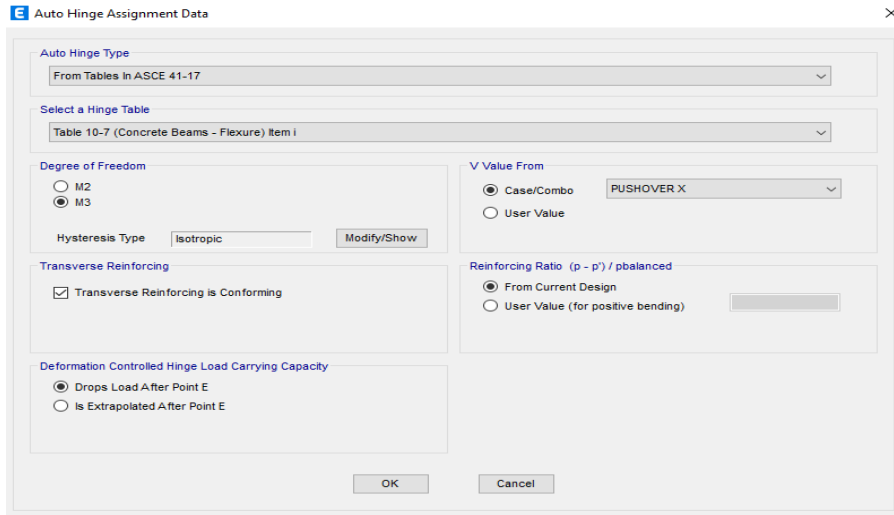 E Auto Hinge Assignment Data
Auto Hinge Type
From Tables In ASCE 41-17
Select a Hinge Table
Table 10-7 (Concrete Beams - Flexure) Item i
Degree of Freedom
M2
M3
Hysteresis Type Isotropic Modify/Show
V Value From
Case/Combo PUSHOVER X
User Value
Transverse Reinforcing
Transverse Reinforcing is Conforming
Reinforcing Ratio (p - p') / pbalanced
From Current Design
User Value (for positive bending)
Deformation Controlled Hinge Load Carrying Capacity
Drops Load After Point E
Is Extrapolated After Point E
OK Cancel